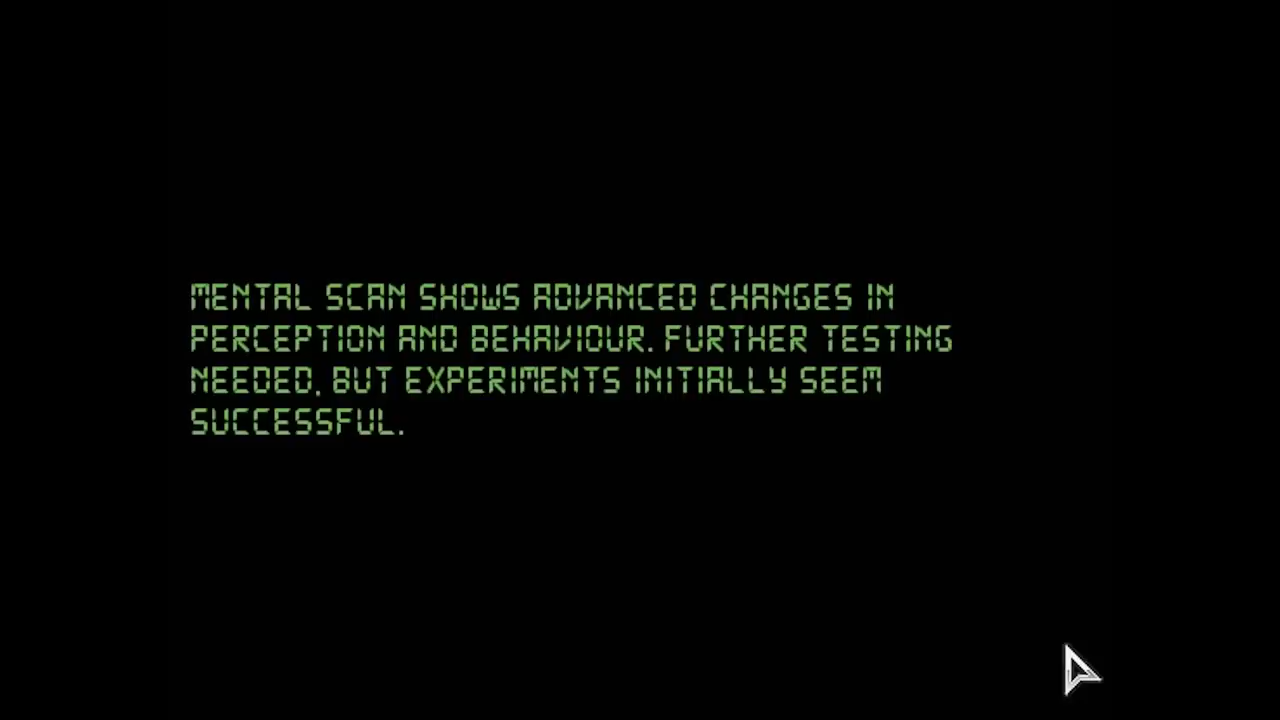 MENTAL SCAN SHOWS ADVANCED CHANGES IN
PERCEPTION AND BEHAVIOUR. FURTHER TESTING
NEEDED, BUT EXPERIMENTS INITIALLY SEEM
SUCCESSFUL.